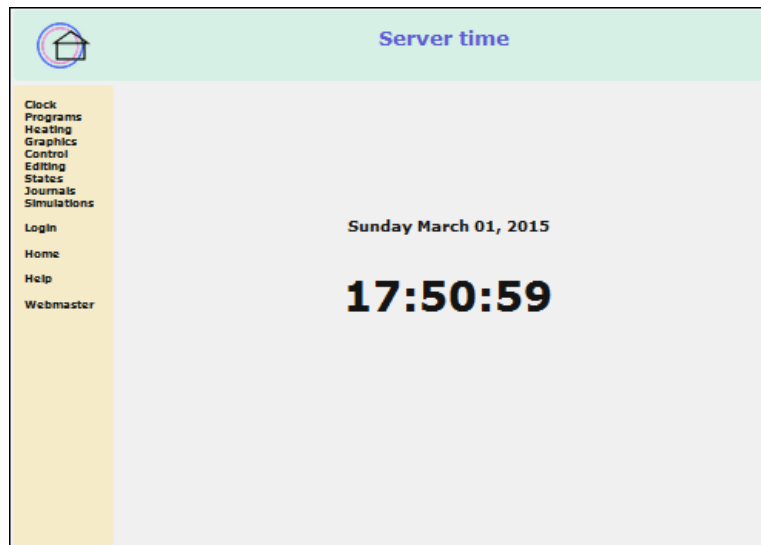 Server time
Clock
Programs
Heating
Graphics
Control
Editing
States
Journals
Simulations
Login
Home
Help
Webmaster
Sunday March 01, 2015
17:50:59